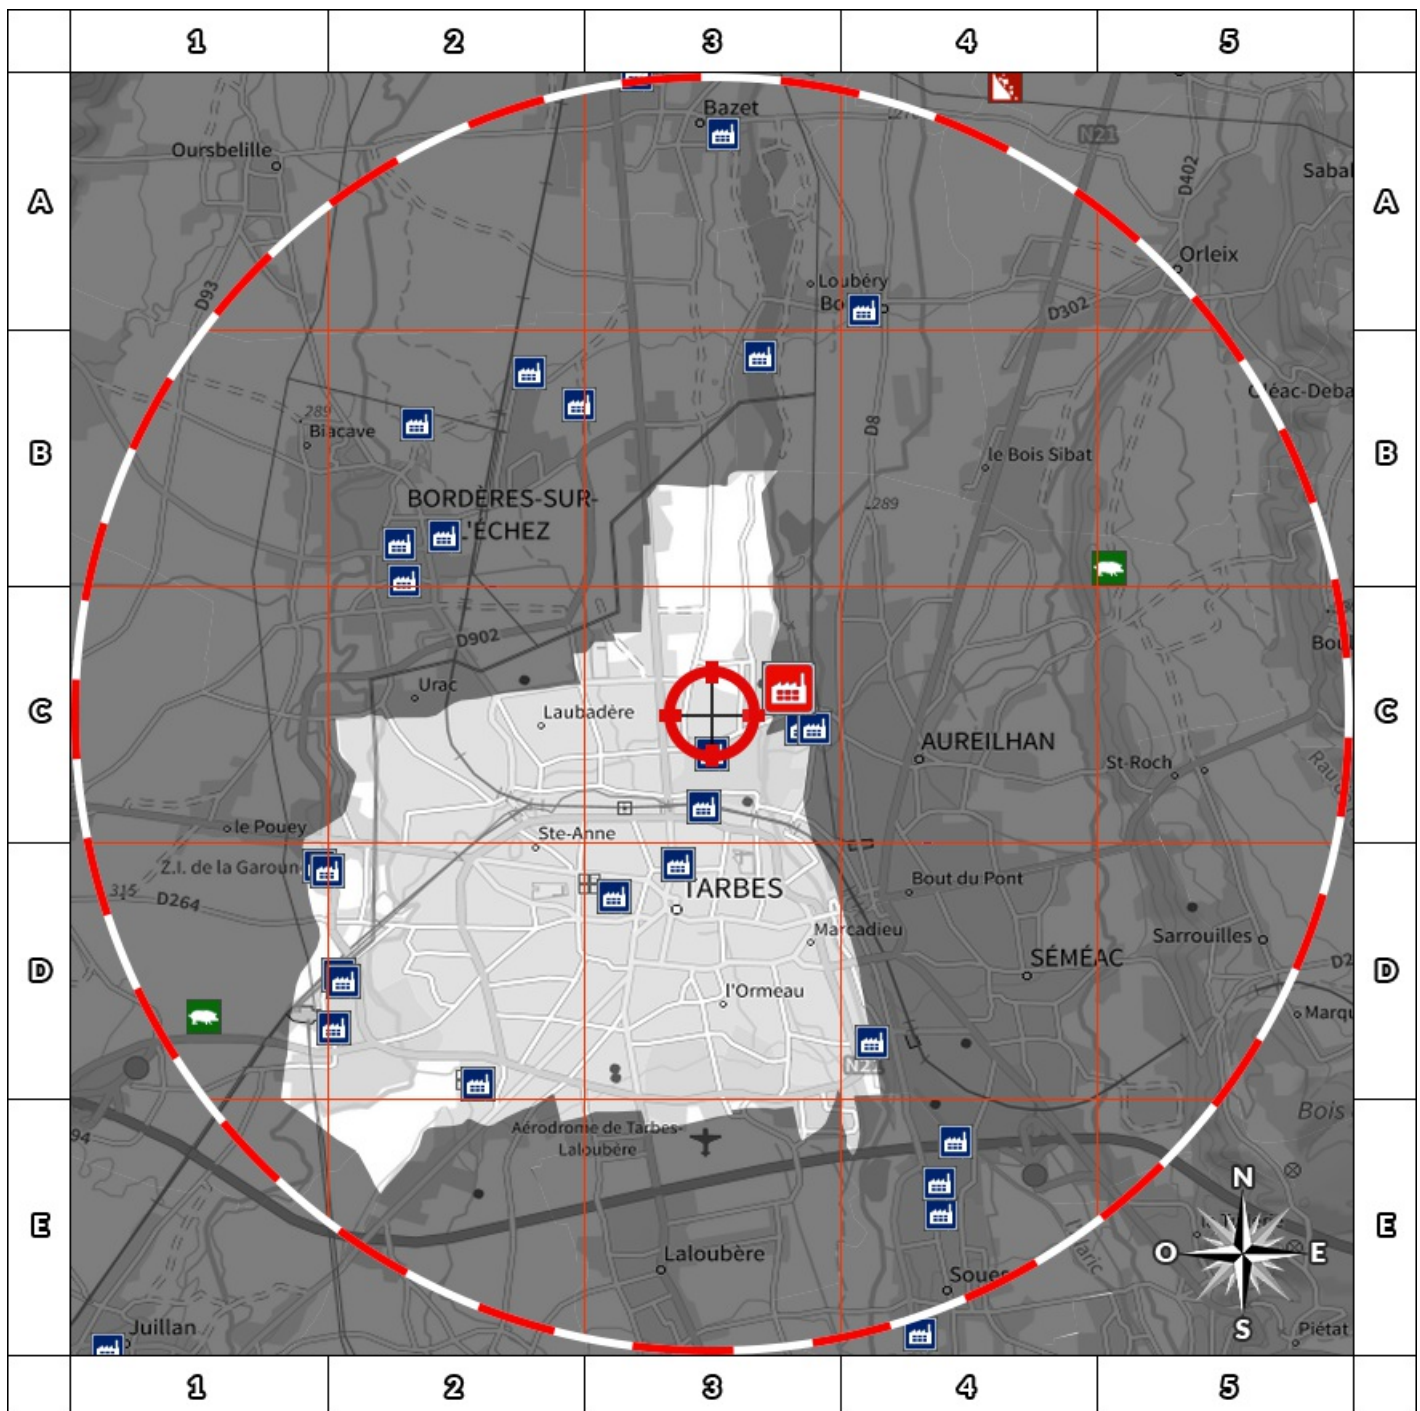 1 2 3 4 5
Bazet
N21
Oursbelille
D402
A A
Orleix
Loubéry
D93
D302
289
Biacave
D8
B B
le Bois Sibat
BORDÈRES-SUR-
L'ÉCHEZ
289
D902
Urac
Laubadère
C C
AUREILHAN
St-Roch
le Pouey
Ste-Anne
Z.I. de la Garoun
Bout du Pont
315
D264
TARBES
Marcadieu
Sarrouilles
SÉMÉAC
D D
l'Ormeau
N21
Aérodrome de Tarbes-
Laloubère
N
E E
Laloubère
O E
Soues
Juillan
S
Piétat
1 2 3 4 5